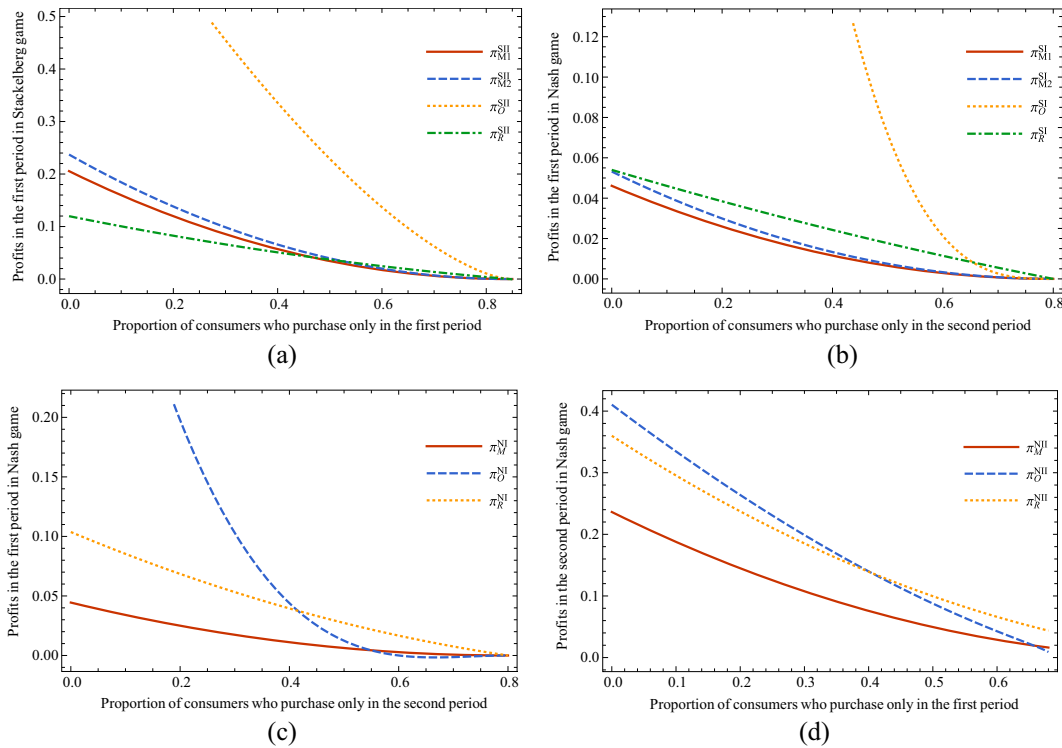 Profits in the first period in Stackelberg game
0.5
0.4
0.3
0.2
0.1
0.0
0.0 0.2 0.4 0.6 0.8
Proportion of consumers who purchase only in the first period
π_M1^SII
π_M2^SII
π_O^SII
π_R^SII
(a)
Profits in the first period in Nash game
0.12
0.10
0.08
0.06
0.04
0.02
0.00
0.0 0.2 0.4 0.6 0.8
Proportion of consumers who purchase only in the second period
π_M1^SI
π_M2^SI
π_O^SI
π_R^SI
(b)
Profits in the first period in Nash game
0.20
0.15
0.10
0.05
0.00
0.0 0.2 0.4 0.6 0.8
Proportion of consumers who purchase only in the second period
π_M^NI
π_O^NI
π_R^NI
(c)
Profits in the second period in Nash game
0.4
0.3
0.2
0.1
0.0
0.0 0.1 0.2 0.3 0.4 0.5 0.6
Proportion of consumers who purchase only in the first period
π_M^NII
π_O^NII
π_R^NII
(d)